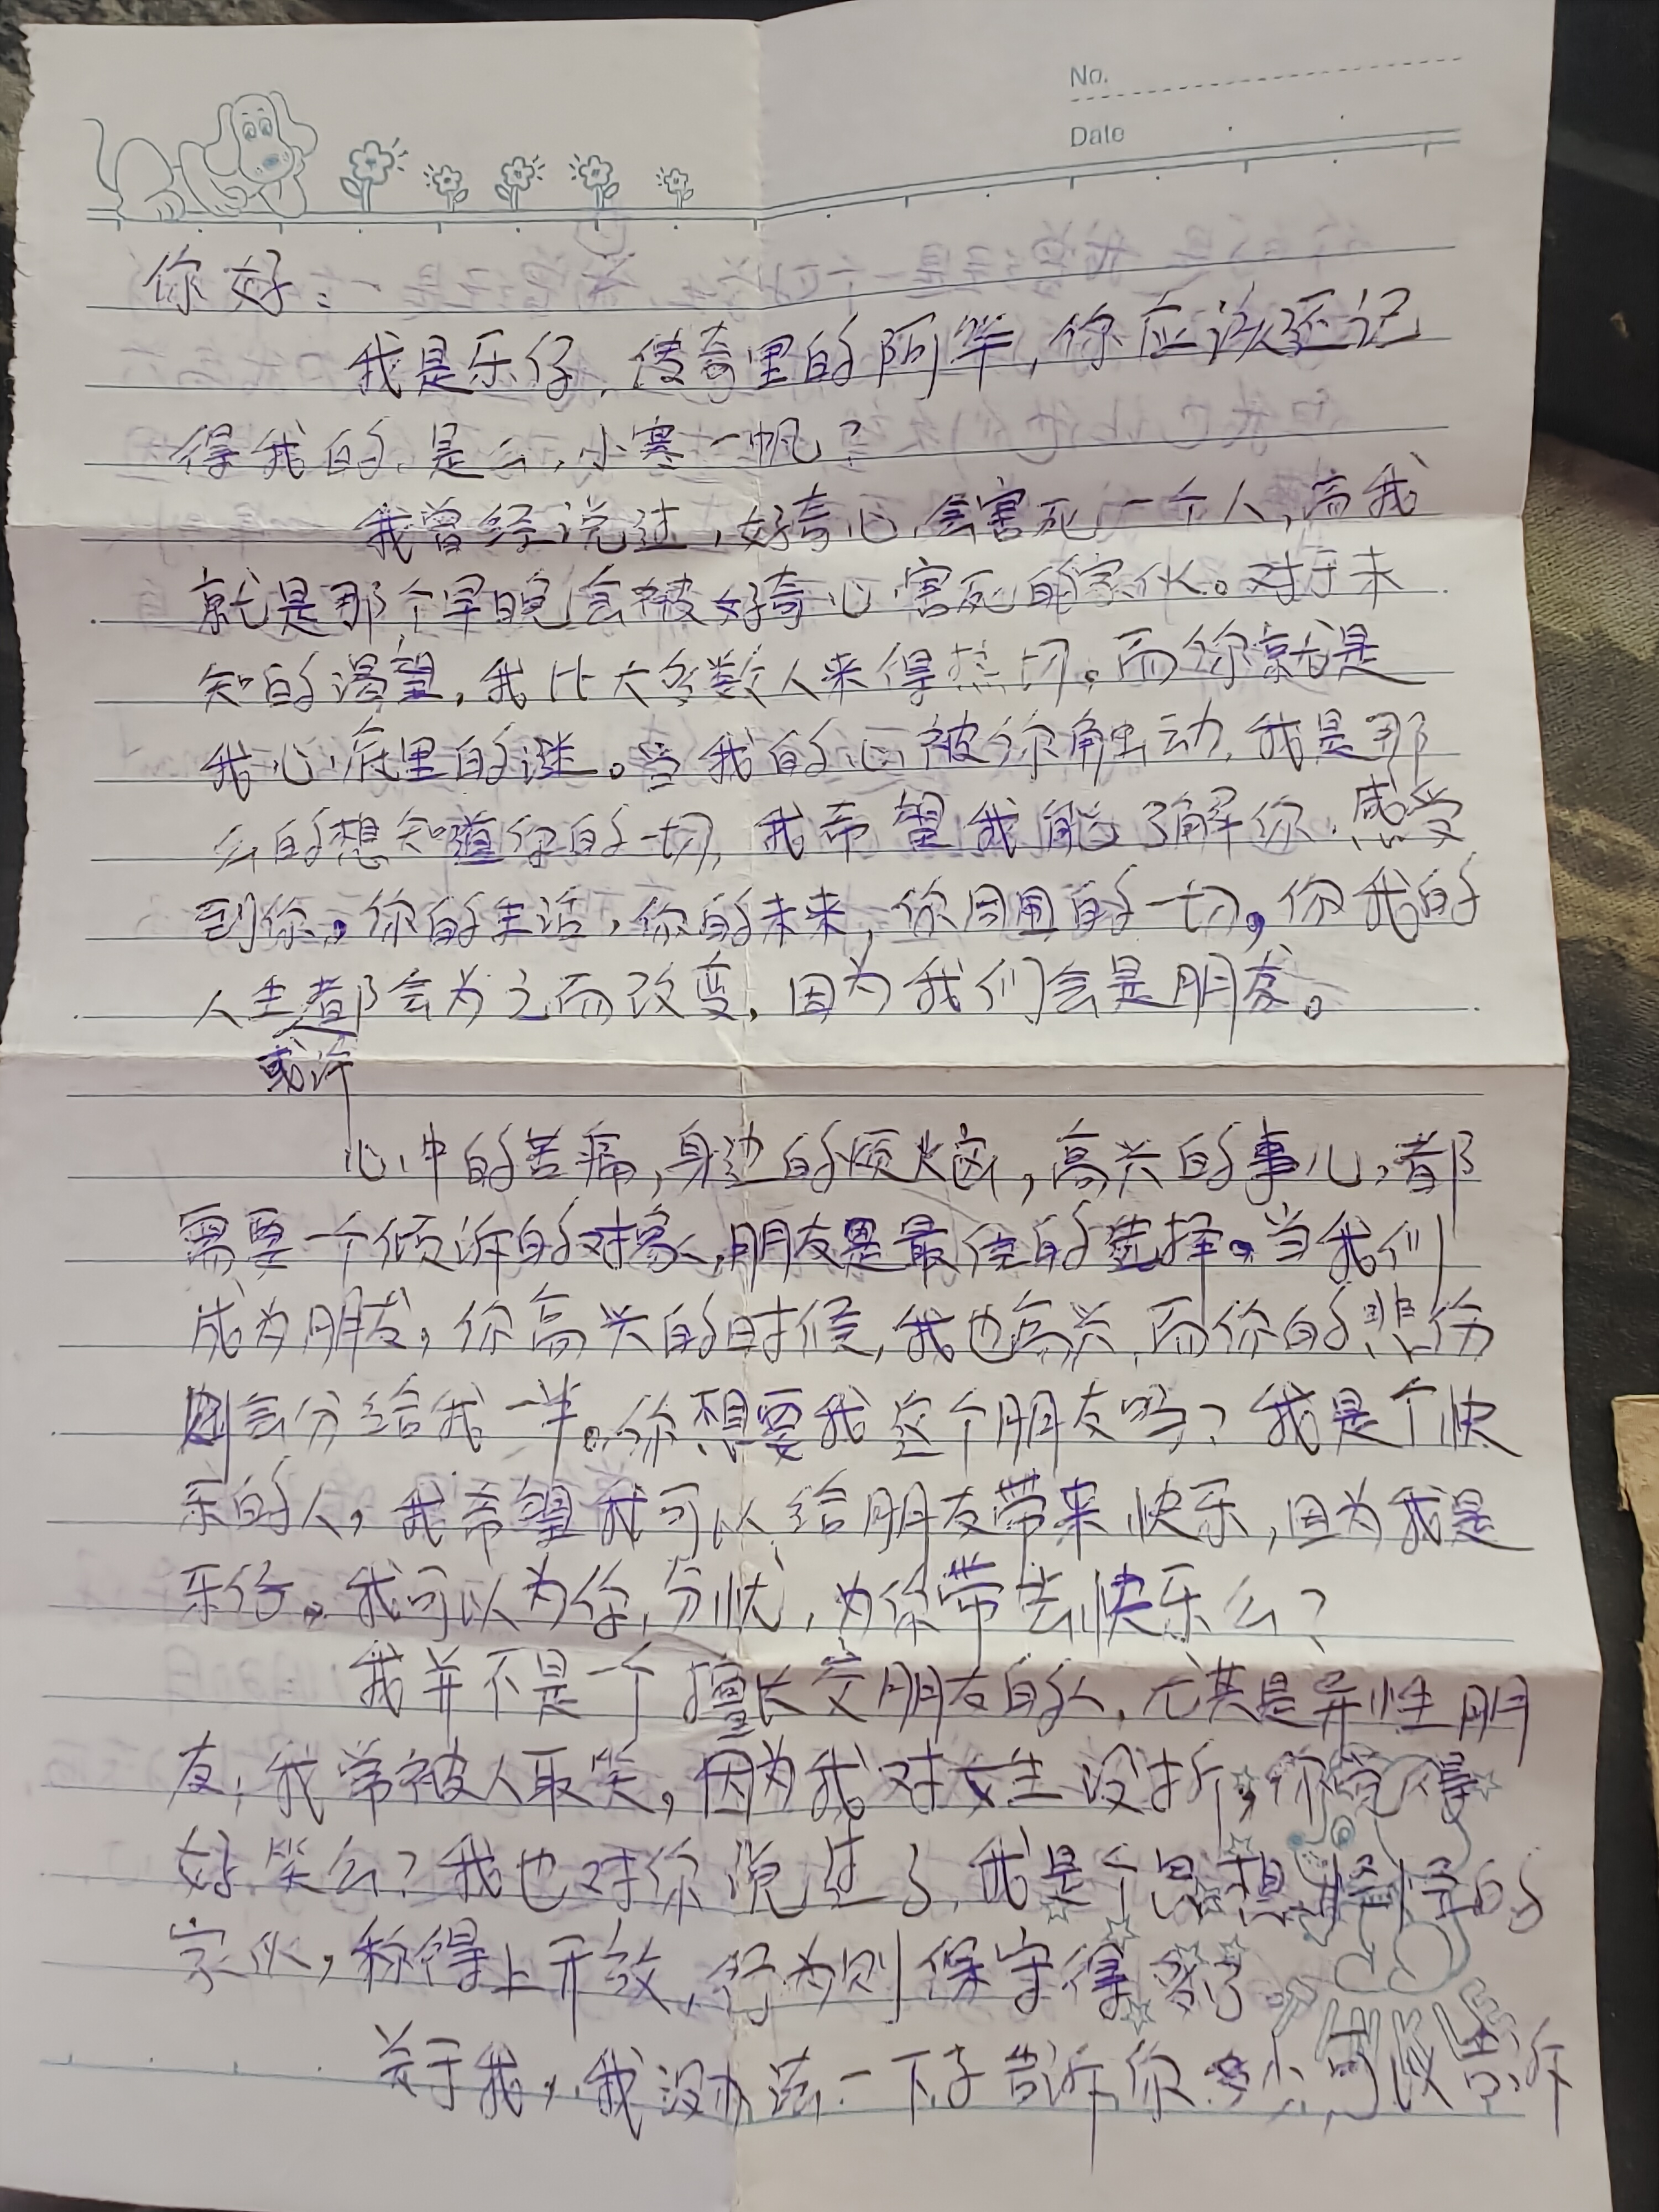 No.
Date
你好:
我是乐仔,传奇里的阿笨,你应该还记
得我的,是么,小寒一帆?
我曾经说过,好奇心会害死一个人,而我
就是那个早晚会被好奇心害死的家伙。对于未
知的渴望,我比大多数人来得热切。而你就是
我心底里的谜。当我的心被你触动,我是那
么的想知道你的一切,我希望我能了解你,感受
到你。你的生活,你的未来,你周围的一切。你我的
人生都会为之而改变,因为我们会是朋友。
或许
心中的苦痛,身边的烦恼,高兴的事儿,都
需要一个倾诉的对象,朋友是最佳的选择。当我们
成为朋友,你高兴的时候,我也高兴,而你的悲伤
则会分给我一半。你想要我这个朋友吗?我是个快
乐的人,我希望我可以给朋友带来快乐,因为我是
乐仔。我可以为你分忧,为你带去快乐么?
我并不是一个擅长交朋友的人,尤其是异性朋
友,我常被人取笑,因为我对女生没折,你觉得
好笑么?我也对你说过了,我是个思想怪怪的
家伙,称得上开放,行为则保守得
关于我,我没办法一下子告诉你多少,可以告诉